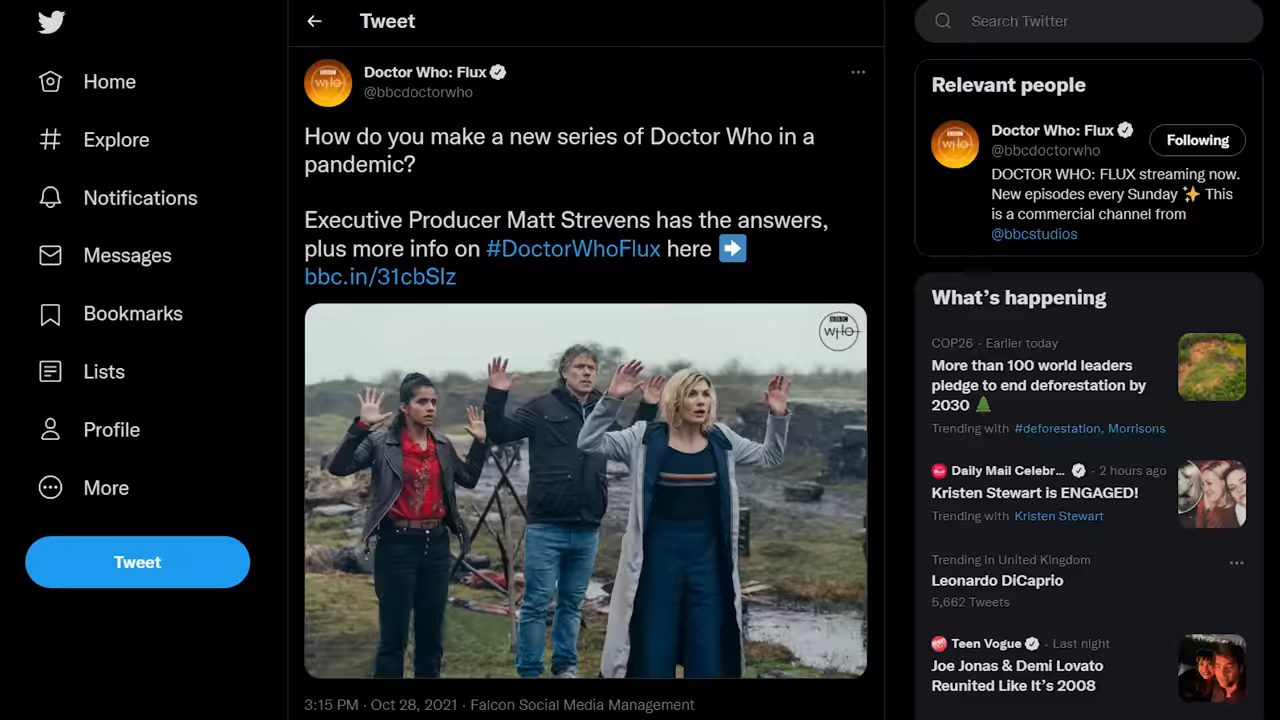 Home
Explore
Notifications
Messages
Bookmarks
Lists
Profile
More
Tweet
Tweet
WHO
Doctor Who: Flux
@bbcdoctorwho
How do you make a new series of Doctor Who in a
pandemic?
Executive Producer Matt Strevens has the answers,
plus more info on #DoctorWhoFlux here ➡
bbc.in/31cbSIz
BBC
WHO
3:15 PM · Oct 28, 2021 · Falcon Social Media Management
Search Twitter
Relevant people
WHO
Doctor Who: Flux
@bbcdoctorwho
Following
DOCTOR WHO: FLUX streaming now.
New episodes every Sunday ✨ This
is a commercial channel from
@bbcstudios
What's happening
COP26 · Earlier today
More than 100 world leaders
pledge to end deforestation by
2030 🌲
Trending with #deforestation, Morrisons
Daily Mail Celebr... · 2 hours ago
Kristen Stewart is ENGAGED!
Trending with Kristen Stewart
Trending in United Kingdom
Leonardo DiCaprio
5,662 Tweets
Teen Vogue · Last night
Joe Jonas & Demi Lovato
Reunited Like It's 2008